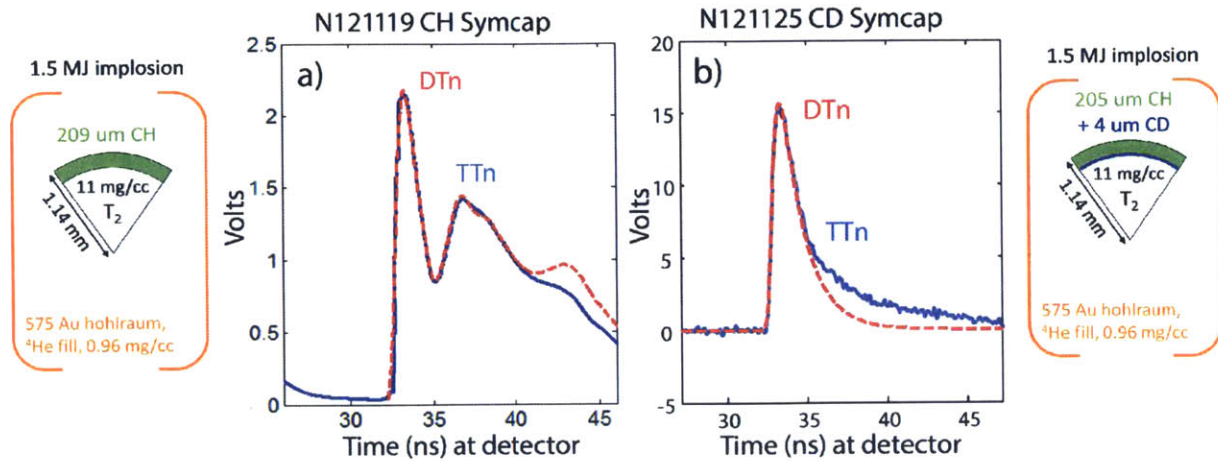 N121119 CH Symcap
N121125 CD Symcap
1.5 MJ implosion
209 um CH
11 mg/cc
T₂
1.14 mm
575 Au hohlraum,
⁴He fill, 0.96 mg/cc
a)
DTn
TTn
Volts
2.5
2
1.5
1
0.5
0
30
35
40
45
Time (ns) at detector
b)
DTn
TTn
Volts
20
15
10
5
0
-5
30
35
40
45
Time (ns) at detector
1.5 MJ implosion
205 um CH
+ 4 um CD
11 mg/cc
T₂
1.14 mm
575 Au hohlraum,
⁴He fill, 0.96 mg/cc